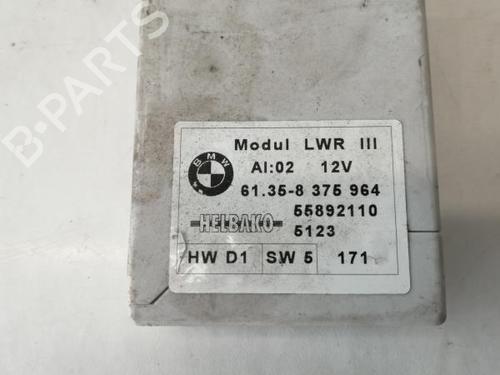 B-PARTS
BMW
Modul LWR III
AI:02 12V
61.35-8 375 964
55892110
HELBAKO 5123
HW D1 SW 5 171